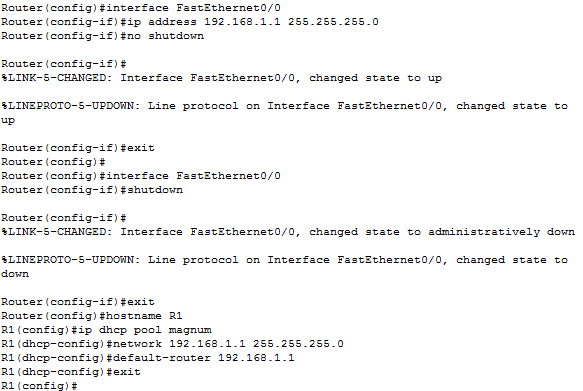 Router(config)#interface FastEthernet0/0
Router(config-if)#ip address 192.168.1.1 255.255.255.0
Router(config-if)#no shutdown
Router(config-if)#
%LINK-5-CHANGED: Interface FastEthernet0/0, changed state to up
%LINEPROTO-5-UPDOWN: Line protocol on Interface FastEthernet0/0, changed state to
up
Router(config-if)#exit
Router(config)#
Router(config)#interface FastEthernet0/0
Router(config-if)#shutdown
Router(config-if)#
%LINK-5-CHANGED: Interface FastEthernet0/0, changed state to administratively down
%LINEPROTO-5-UPDOWN: Line protocol on Interface FastEthernet0/0, changed state to
down
Router(config-if)#exit
Router(config)#hostname R1
R1(config)#ip dhcp pool magnum
R1(dhcp-config)#network 192.168.1.1 255.255.255.0
R1(dhcp-config)#default-router 192.168.1.1
R1(dhcp-config)#exit
R1(config)#